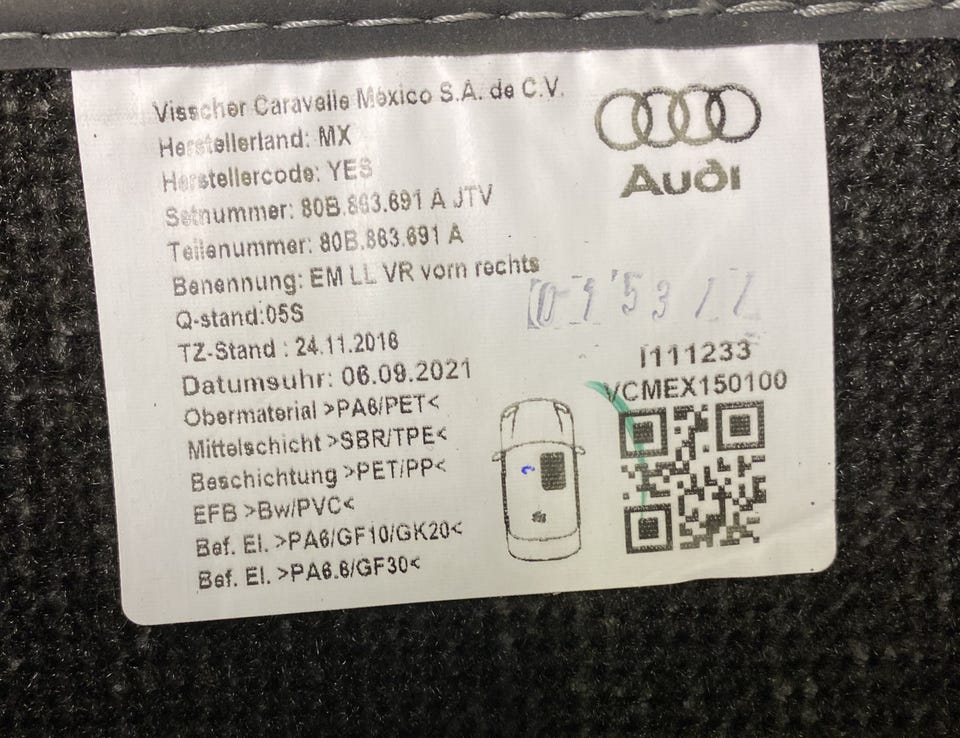 Visscher Caravelle México S.A. de C.V.
Herstellerland: MX
Herstellercode: YES
Setnummer: 80B.863.691 A JTV
Teilenummer: 80B.863.691 A
Benennung: EM LL VR vorn rechts
Q-stand:05S
TZ-Stand : 24.11.2016
Datumsuhr: 06.09.2021
Obermaterial >PA6/PET<
Mittelschicht >SBR/TPE<
Beschichtung >PET/PP<
EFB >Bw/PVC<
Bef. El. >PA6/GF10/GK20<
Bef. El. >PA6.6/GF30<
Audi
I111233
VCMEX150100